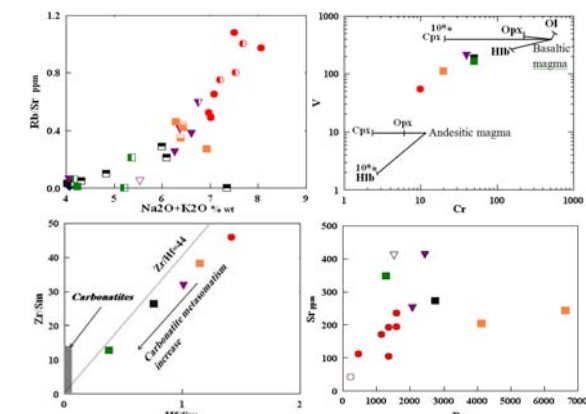 Rb/Sr ppm
1.2
0.8
0.4
0.0
4
5
6
7
8
9
Na2O+K2O % wt
V
1000
100
10
1
10*%
Cpx
Opx
Ol
Hlb
Basaltic
magma
Cpx
Opx
Andesitic magma
10*%
Hlb
1
10
100
1000
Cr
Zr/Sm
50
40
30
20
10
0
Zr/Hf=44
Carbonatites
Carbonatite metasomatism
increase
0
1
2
Sr ppm
500
400
300
200
100
0
0
1000
2000
3000
4000
5000
6000
7000